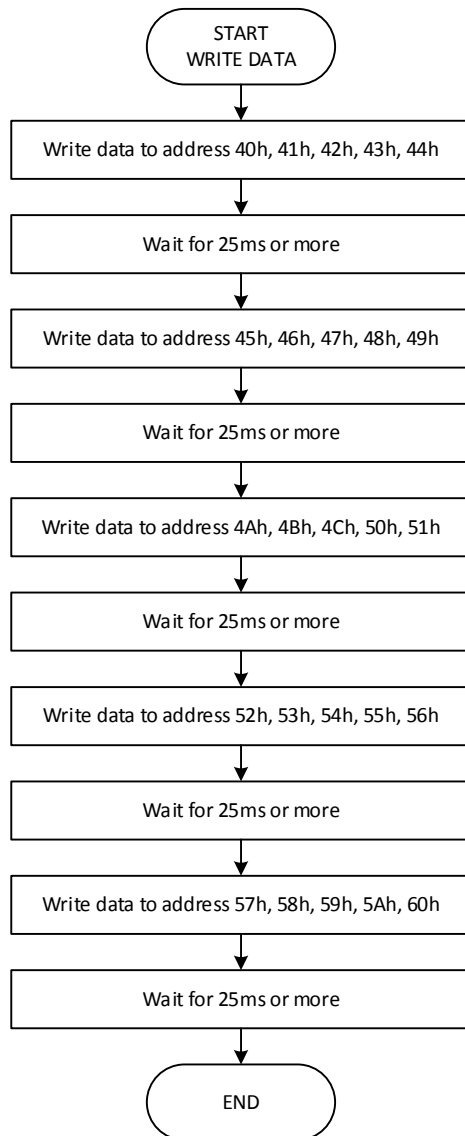 START
WRITE DATA
Write data to address 40h, 41h, 42h, 43h, 44h
Wait for 25ms or more
Write data to address 45h, 46h, 47h, 48h, 49h
Wait for 25ms or more
Write data to address 4Ah, 4Bh, 4Ch, 50h, 51h
Wait for 25ms or more
Write data to address 52h, 53h, 54h, 55h, 56h
Wait for 25ms or more
Write data to address 57h, 58h, 59h, 5Ah, 60h
Wait for 25ms or more
END